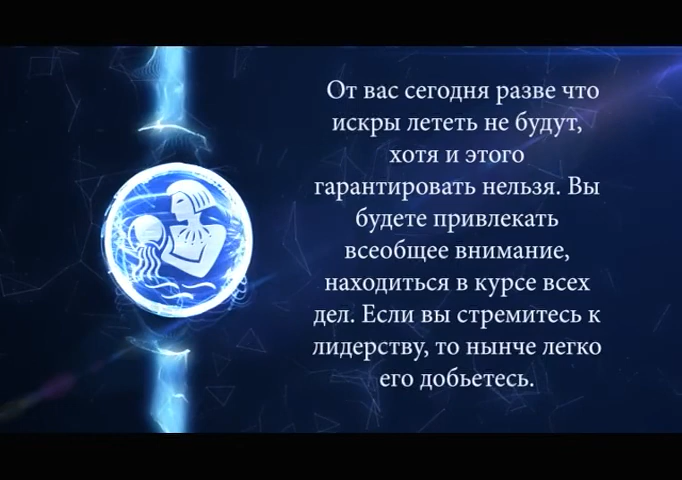 От вас сегодня разве что
искры лететь не будут,
хотя и этого
гарантировать нельзя. Вы
будете привлекать
всеобщее внимание,
находиться в курсе всех
дел. Если вы стремитесь к
лидерству, то нынче легко
его добьетесь.